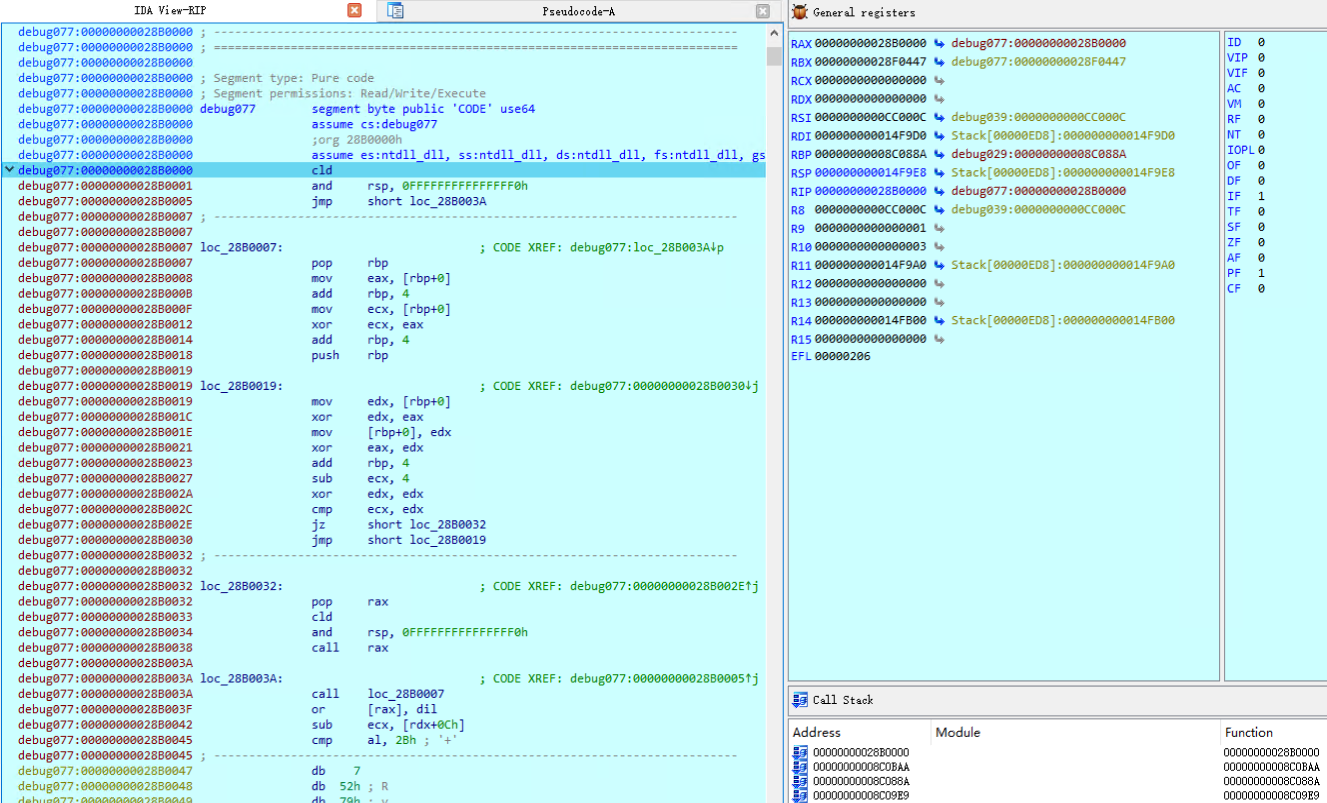 IDA View-RIP
Pseudocode-A
debug077:00000000028B0000 ; ---------------------------------------------------------------------------
debug077:00000000028B0000 ; ===========================================================================
debug077:00000000028B0000
debug077:00000000028B0000 ; Segment type: Pure code
debug077:00000000028B0000 ; Segment permissions: Read/Write/Execute
debug077:00000000028B0000 debug077 segment byte public 'CODE' use64
debug077:00000000028B0000 assume cs:debug077
debug077:00000000028B0000 ;org 28B0000h
debug077:00000000028B0000 assume es:ntdll_dll, ss:ntdll_dll, ds:ntdll_dll, fs:ntdll_dll, gs
debug077:00000000028B0000 cld
debug077:00000000028B0001 and rsp, 0FFFFFFFFFFFFFFF0h
debug077:00000000028B0005 jmp short loc_28B003A
debug077:00000000028B0007 ; ---------------------------------------------------------------------------
debug077:00000000028B0007
debug077:00000000028B0007 loc_28B0007: ; CODE XREF: debug077:loc_28B003A↓p
debug077:00000000028B0007 pop rbp
debug077:00000000028B0008 mov eax, [rbp+0]
debug077:00000000028B000B add rbp, 4
debug077:00000000028B000F mov ecx, [rbp+0]
debug077:00000000028B0012 xor ecx, eax
debug077:00000000028B0014 add rbp, 4
debug077:00000000028B0018 push rbp
debug077:00000000028B0019
debug077:00000000028B0019 loc_28B0019: ; CODE XREF: debug077:00000000028B0030↓j
debug077:00000000028B0019 mov edx, [rbp+0]
debug077:00000000028B001C xor edx, eax
debug077:00000000028B001E mov [rbp+0], edx
debug077:00000000028B0021 xor eax, edx
debug077:00000000028B0023 add rbp, 4
debug077:00000000028B0027 sub ecx, 4
debug077:00000000028B002A xor edx, edx
debug077:00000000028B002C cmp ecx, edx
debug077:00000000028B002E jz short loc_28B0032
debug077:00000000028B0030 jmp short loc_28B0019
debug077:00000000028B0032 ; ---------------------------------------------------------------------------
debug077:00000000028B0032
debug077:00000000028B0032 loc_28B0032: ; CODE XREF: debug077:00000000028B002E↑j
debug077:00000000028B0032 pop rax
debug077:00000000028B0033 cld
debug077:00000000028B0034 and rsp, 0FFFFFFFFFFFFFFF0h
debug077:00000000028B0038 call rax
debug077:00000000028B003A
debug077:00000000028B003A loc_28B003A: ; CODE XREF: debug077:00000000028B0005↑j
debug077:00000000028B003A call loc_28B0007
debug077:00000000028B003F or [rax], dil
debug077:00000000028B0042 sub ecx, [rdx+0Ch]
debug077:00000000028B0045 cmp al, 2Bh ; '+'
debug077:00000000028B0045 ; ---------------------------------------------------------------------------
debug077:00000000028B0047 db 7
debug077:00000000028B0048 db 52h ; R
debug077:00000000028B0049 db 79h ; y
General registers
RAX 00000000028B0000 debug077:00000000028B0000
RBX 00000000028F0447 debug077:00000000028F0447
RCX 0000000000000000
RDX 0000000000000000
RSI 0000000000CC000C debug039:0000000000CC000C
RDI 000000000014F9D0 Stack[00000ED8]:000000000014F9D0
RBP 00000000008C088A debug029:00000000008C088A
RSP 000000000014F9E8 Stack[00000ED8]:000000000014F9E8
RIP 00000000028B0000 debug077:00000000028B0000
R8 0000000000CC000C debug039:0000000000CC000C
R9 0000000000000001
R10 0000000000000003
R11 000000000014F9A0 Stack[00000ED8]:000000000014F9A0
R12 0000000000000000
R13 0000000000000000
R14 000000000014FB00 Stack[00000ED8]:000000000014FB00
R15 0000000000000000
EFL 00000206
ID 0
VIP 0
VIF 0
AC 0
VM 0
RF 0
NT 0
IOPL 0
OF 0
DF 0
IF 1
TF 0
SF 0
ZF 0
AF 0
PF 1
CF 0
Call Stack
Address Module Function
00000000028B0000 00000000028B0000
00000000008C0BAA 00000000008C0BAA
00000000008C088A 00000000008C088A
00000000008C09E9 00000000008C09E9